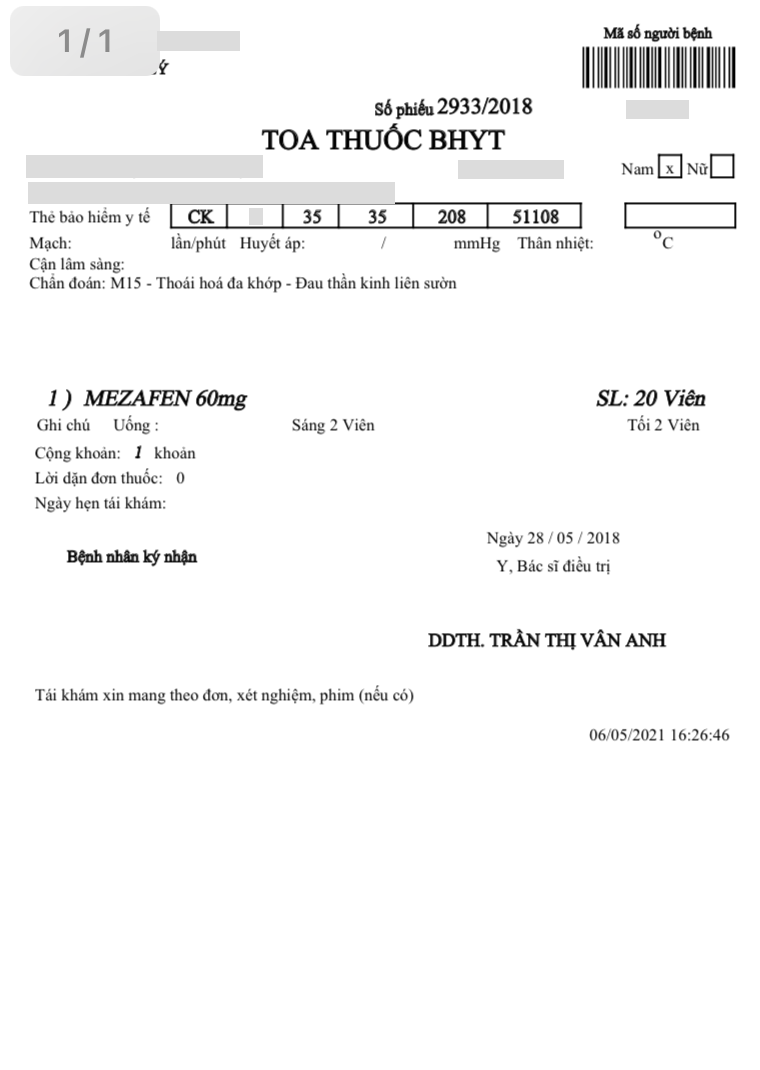 1/1
Mã số người bệnh
Số phiếu 2933/2018
TOA THUỐC BHYT
Nam x Nữ
Thẻ bảo hiểm y tế CK 35 35 208 51108
Mạch: lần/phút Huyết áp: / mmHg Thân nhiệt: °C
Cận lâm sàng:
Chẩn đoán: M15 - Thoái hoá đa khớp - Đau thần kinh liên sườn
1 ) MEZAFEN 60mg SL: 20 Viên
Ghi chú Uống : Sáng 2 Viên Tối 2 Viên
Cộng khoản: 1 khoản
Lời dặn đơn thuốc: 0
Ngày hẹn tái khám:
Ngày 28 / 05 / 2018
Bệnh nhân ký nhận
Y, Bác sĩ điều trị
DDTH. TRẦN THỊ VÂN ANH
Tái khám xin mang theo đơn, xét nghiệm, phim (nếu có)
06/05/2021 16:26:46